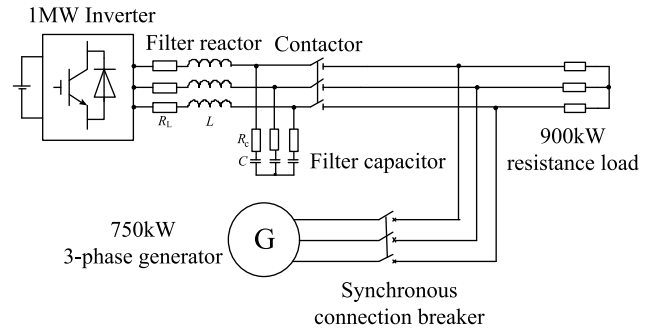 1MW Inverter
Filter reactor
Contactor
R_L
L
R_c
C
Filter capacitor
900kW
resistance load
750kW
3-phase generator
G
Synchronous
connection breaker